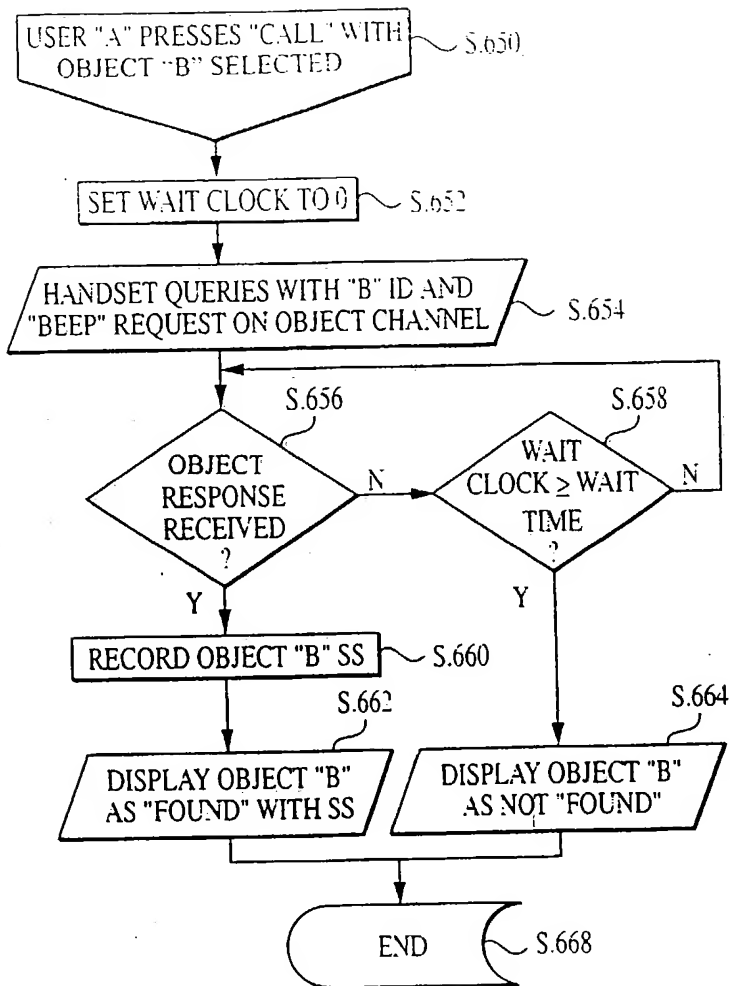 USER "A" PRESSES "CALL" WITH
OBJECT "B" SELECTED
S.650
SET WAIT CLOCK TO 0
S.652
HANDSET QUERIES WITH "B" ID AND
"BEEP" REQUEST ON OBJECT CHANNEL
S.654
S.656
OBJECT
RESPONSE
RECEIVED
?
N
Y
S.658
WAIT
CLOCK ≥ WAIT
TIME
?
N
Y
RECORD OBJECT "B" SS
S.660
S.662
DISPLAY OBJECT "B"
AS "FOUND" WITH SS
S.664
DISPLAY OBJECT "B"
AS NOT "FOUND"
END
S.668